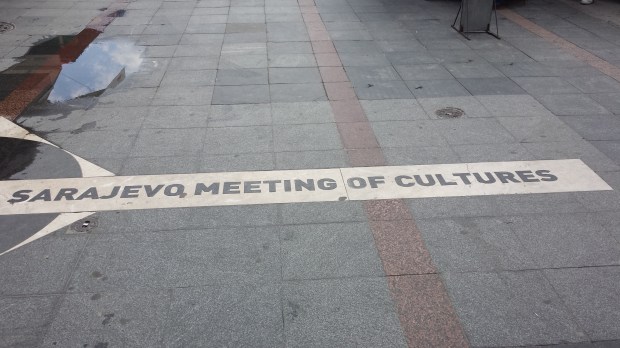 SARAJEVO, MEETING OF CULTURES